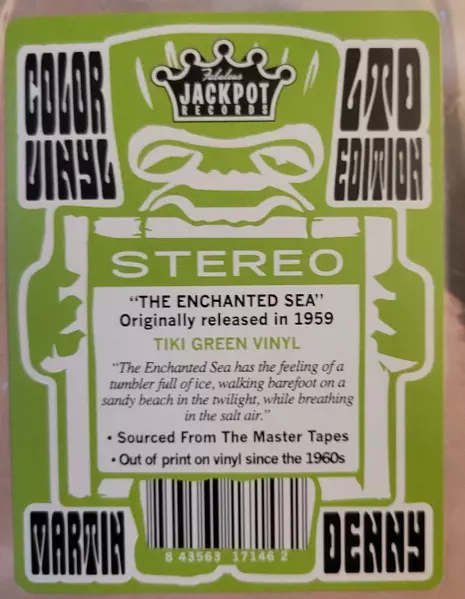 COLOR
VINYL
Fabulous
JACKPOT
RECORDS
LTD
EDITION
STEREO
"THE ENCHANTED SEA"
Originally released in 1959
TIKI GREEN VINYL
"The Enchanted Sea has the feeling of a
tumbler full of ice, walking barefoot on a
sandy beach in the twilight, while breathing
in the salt air."
• Sourced From The Master Tapes
• Out of print on vinyl since the 1960s
MARTIN
8 43563 17146 2
DENNY